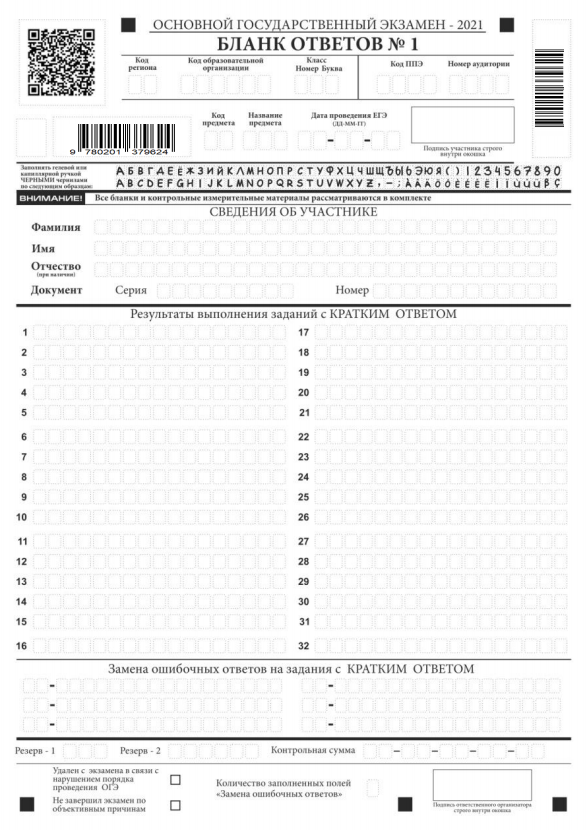 ОСНОВНОЙ ГОСУДАРСТВЕННЫЙ ЭКЗАМЕН - 2021
БЛАНК ОТВЕТОВ № 1
Код региона
Код образовательной организации
Класс
Номер Буква
Код ППЭ
Номер аудитории
Код предмета
Название предмета
Дата проведения ЕГЭ
(ДД-ММ-ГГ)
- -
Подпись участника строго
внутри окошка
9 780201 379624
Заполнять гелевой или
капиллярной ручкой
ЧЕРНЫМИ чернилами
по следующим образцам:
АБВГДЕЁЖЗИЙКЛМНОПРСТУФХЦЧШЩЪЫЬЭЮЯ()1234567890
ABCDEFGHIJKLMNOPQRSTUVWXYZ,-;
ВНИМАНИЕ! Все бланки и контрольные измерительные материалы рассматриваются в комплекте
СВЕДЕНИЯ ОБ УЧАСТНИКЕ
Фамилия
Имя
Отчество
(при наличии)
Документ Серия Номер
Результаты выполнения заданий с КРАТКИМ ОТВЕТОМ
1 17
2 18
3 19
4 20
5 21
6 22
7 23
8 24
9 25
10 26
11 27
12 28
13 29
14 30
15 31
16 32
Замена ошибочных ответов на задания с КРАТКИМ ОТВЕТОМ
- -
- -
- -
Резерв - 1 Резерв - 2 Контрольная сумма - - - -
Удален с экзамена в связи с
нарушением порядка
проведения ОГЭ
Не завершил экзамен по
объективным причинам
Количество заполненных полей
«Замена ошибочных ответов»
Подпись ответственного организатора
строго внутри окошка